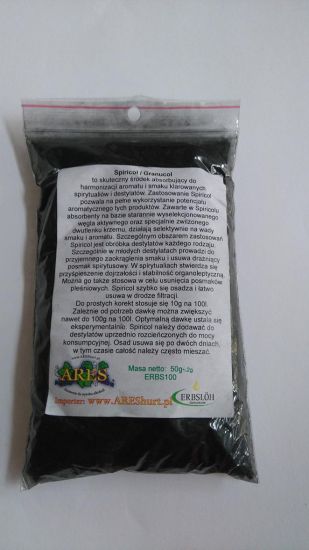 Spiricol / Granucol
to skuteczny środek absorbujący do
harmonizacji aromatu i smaku klarowanych
spirytualiów i destylatów. Zastosowanie Spiricol
pozwala na pełne wykorzystanie potencjału
aromatycznego tych produktów. Zawarte w Spiricolu
absorbenty na bazie starannie wyselekcjonowanego
węgla aktywnego oraz specjalnie zwilżonego
dwutlenku krzemu, działają selektywnie na wady
smaku i aromatu. Szczególnym obszarem zastosowań
Spiricol jest obróbka destylatów każdego rodzaju.
Szczególnie w młodych destylatach prowadzi do
przyjemnego zaokrąglenia smaku i usuwa drażniący
posmak spirytusowy. W spirytualiach stwierdza się
przyśpieszenie dojrzałości i stabilność organoleptyczną.
Można go także stosować w celu usunięcia posmaków
pleśniowych. Spiricol szybko się osadza i łatwo
usuwa w drodze filtracji.
Do prostych korekt stosuje się 10g na 100l.
Zależnie od potrzeb dawkę można zwiększyć
nawet do 100g na 100l. Optymalną dawkę ustala się
eksperymentalnie. Spiricol należy dodawać do
destylatów uprzednio rozcieńczonych do mocy
konsumpcyjnej. Osad usuwa się po dwóch dniach,
w tym czasie całość należy często mieszać.
ARES
Masa netto: 50g-2g
ERBS100
Importer: www.AREShurt.pl
ERBSLÖH